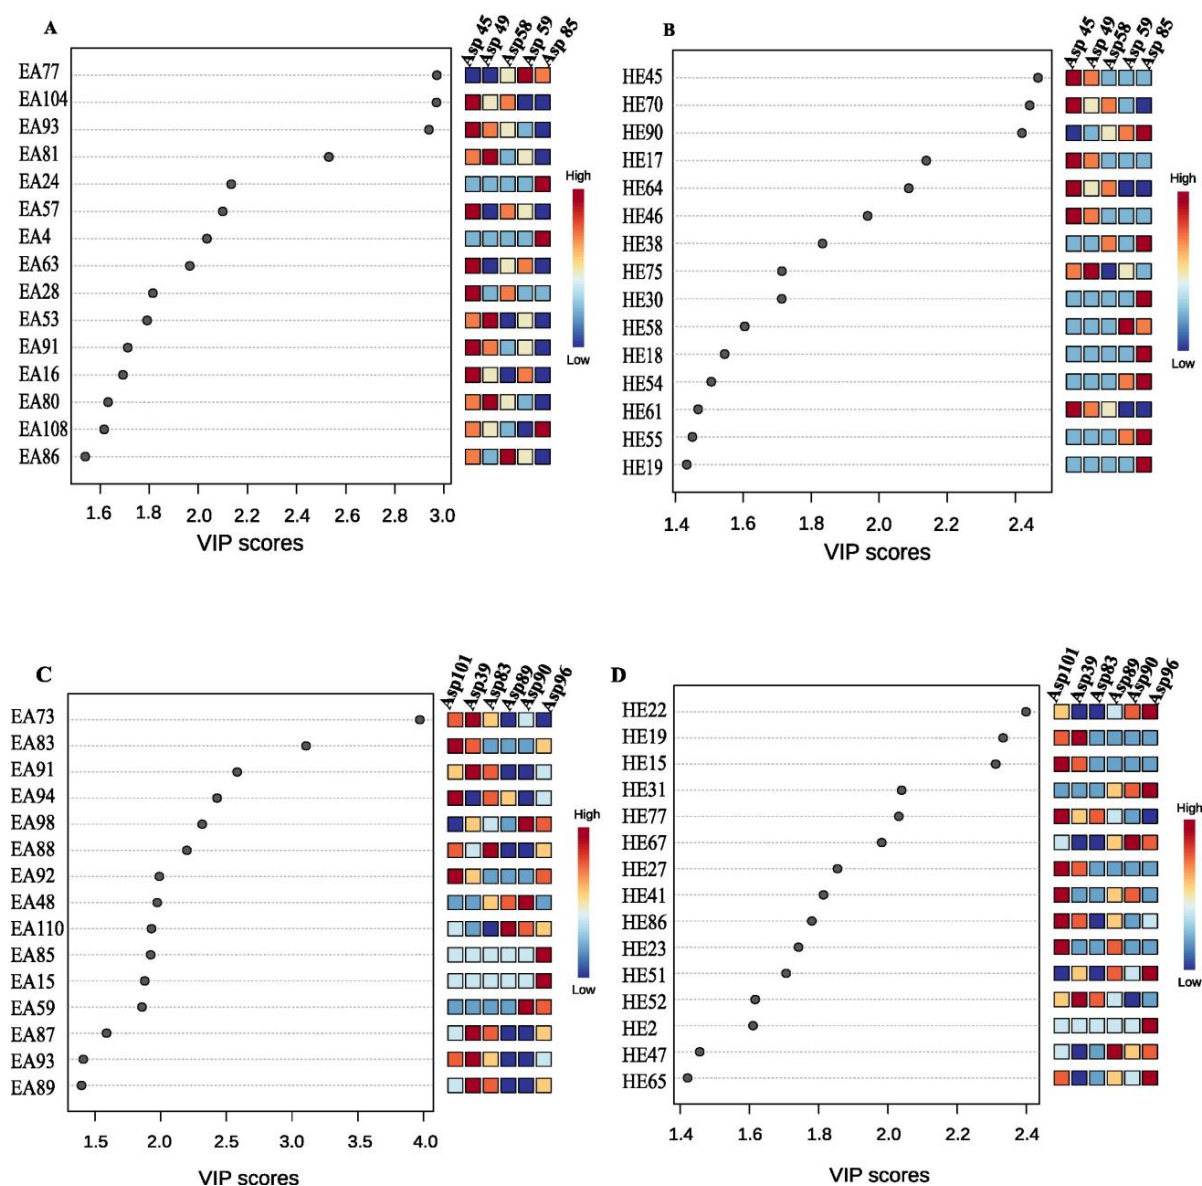 A
Asp 45 Asp 49 Asp58 Asp 59 Asp 85
EA77
EA104
EA93
EA81
EA24
EA57
EA4
EA63
EA28
EA53
EA91
EA16
EA80
EA108
EA86
1.6 1.8 2.0 2.2 2.4 2.6 2.8 3.0
VIP scores
High
Low
B
Asp 45 Asp 49 Asp58 Asp 59 Asp 85
HE45
HE70
HE90
HE17
HE64
HE46
HE38
HE75
HE30
HE58
HE18
HE54
HE61
HE55
HE19
1.4 1.6 1.8 2.0 2.2 2.4
VIP scores
High
Low
C
Asp101 Asp39 Asp83 Asp89 Asp90 Asp96
EA73
EA83
EA91
EA94
EA98
EA88
EA92
EA48
EA110
EA85
EA15
EA59
EA87
EA93
EA89
1.5 2.0 2.5 3.0 3.5 4.0
VIP scores
High
Low
D
Asp101 Asp39 Asp83 Asp89 Asp90 Asp96
HE22
HE19
HE15
HE31
HE77
HE67
HE27
HE41
HE86
HE23
HE51
HE52
HE2
HE47
HE65
1.4 1.6 1.8 2.0 2.2 2.4
VIP scores
High
Low